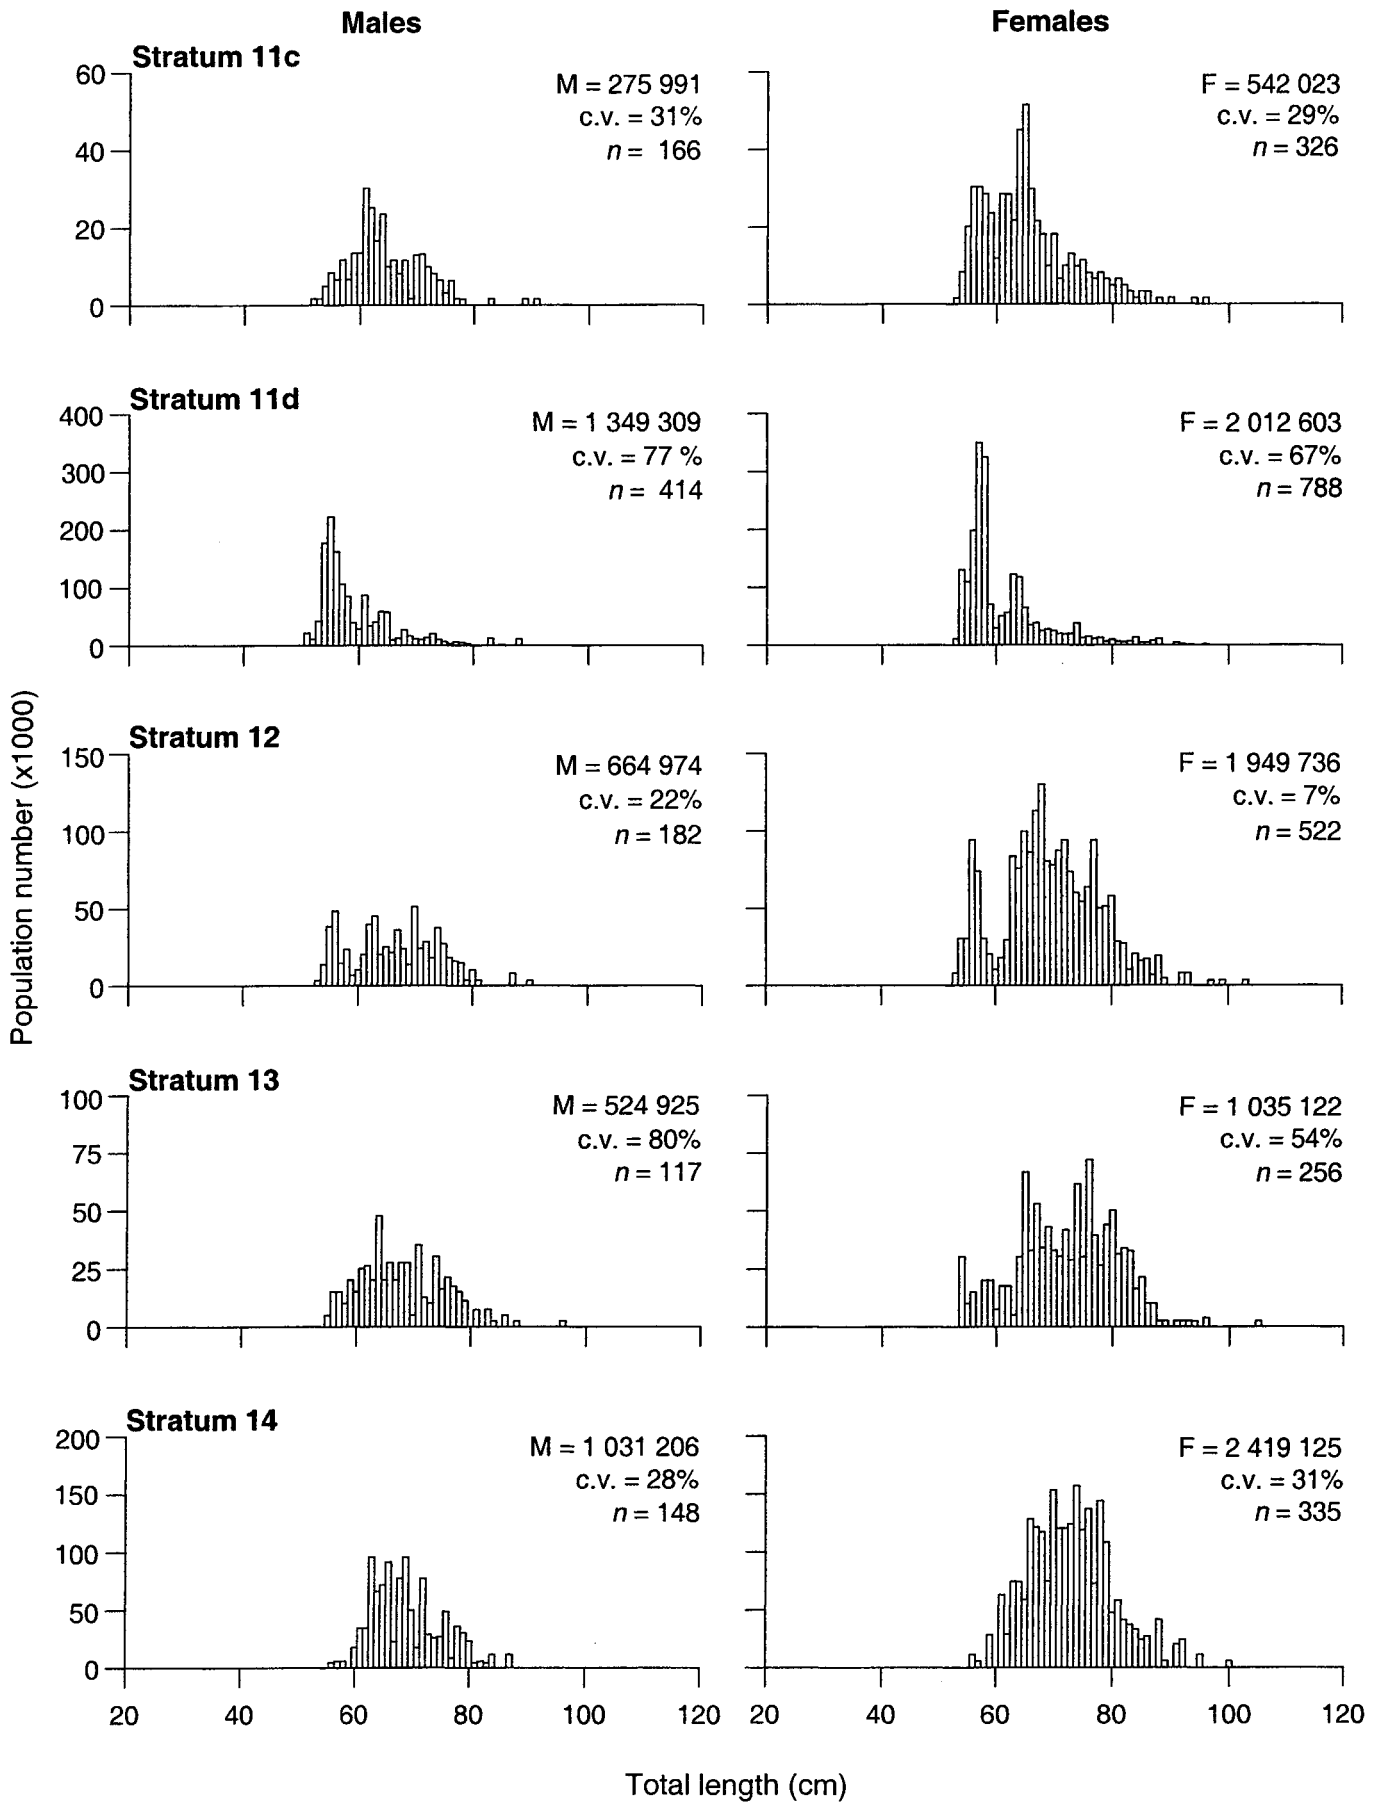 Males
Females
Stratum 11c
60
40
20
0
M = 275 991
c.v. = 31%
n = 166
F = 542 023
c.v. = 29%
n = 326
Stratum 11d
400
300
200
100
0
M = 1 349 309
c.v. = 77 %
n = 414
F = 2 012 603
c.v. = 67%
n = 788
Population number (x1000)
Stratum 12
150
100
50
0
M = 664 974
c.v. = 22%
n = 182
F = 1 949 736
c.v. = 7%
n = 522
Stratum 13
100
75
50
25
0
M = 524 925
c.v. = 80%
n = 117
F = 1 035 122
c.v. = 54%
n = 256
Stratum 14
200
150
100
50
0
M = 1 031 206
c.v. = 28%
n = 148
F = 2 419 125
c.v. = 31%
n = 335
20 40 60 80 100 120
20 40 60 80 100 120
Total length (cm)